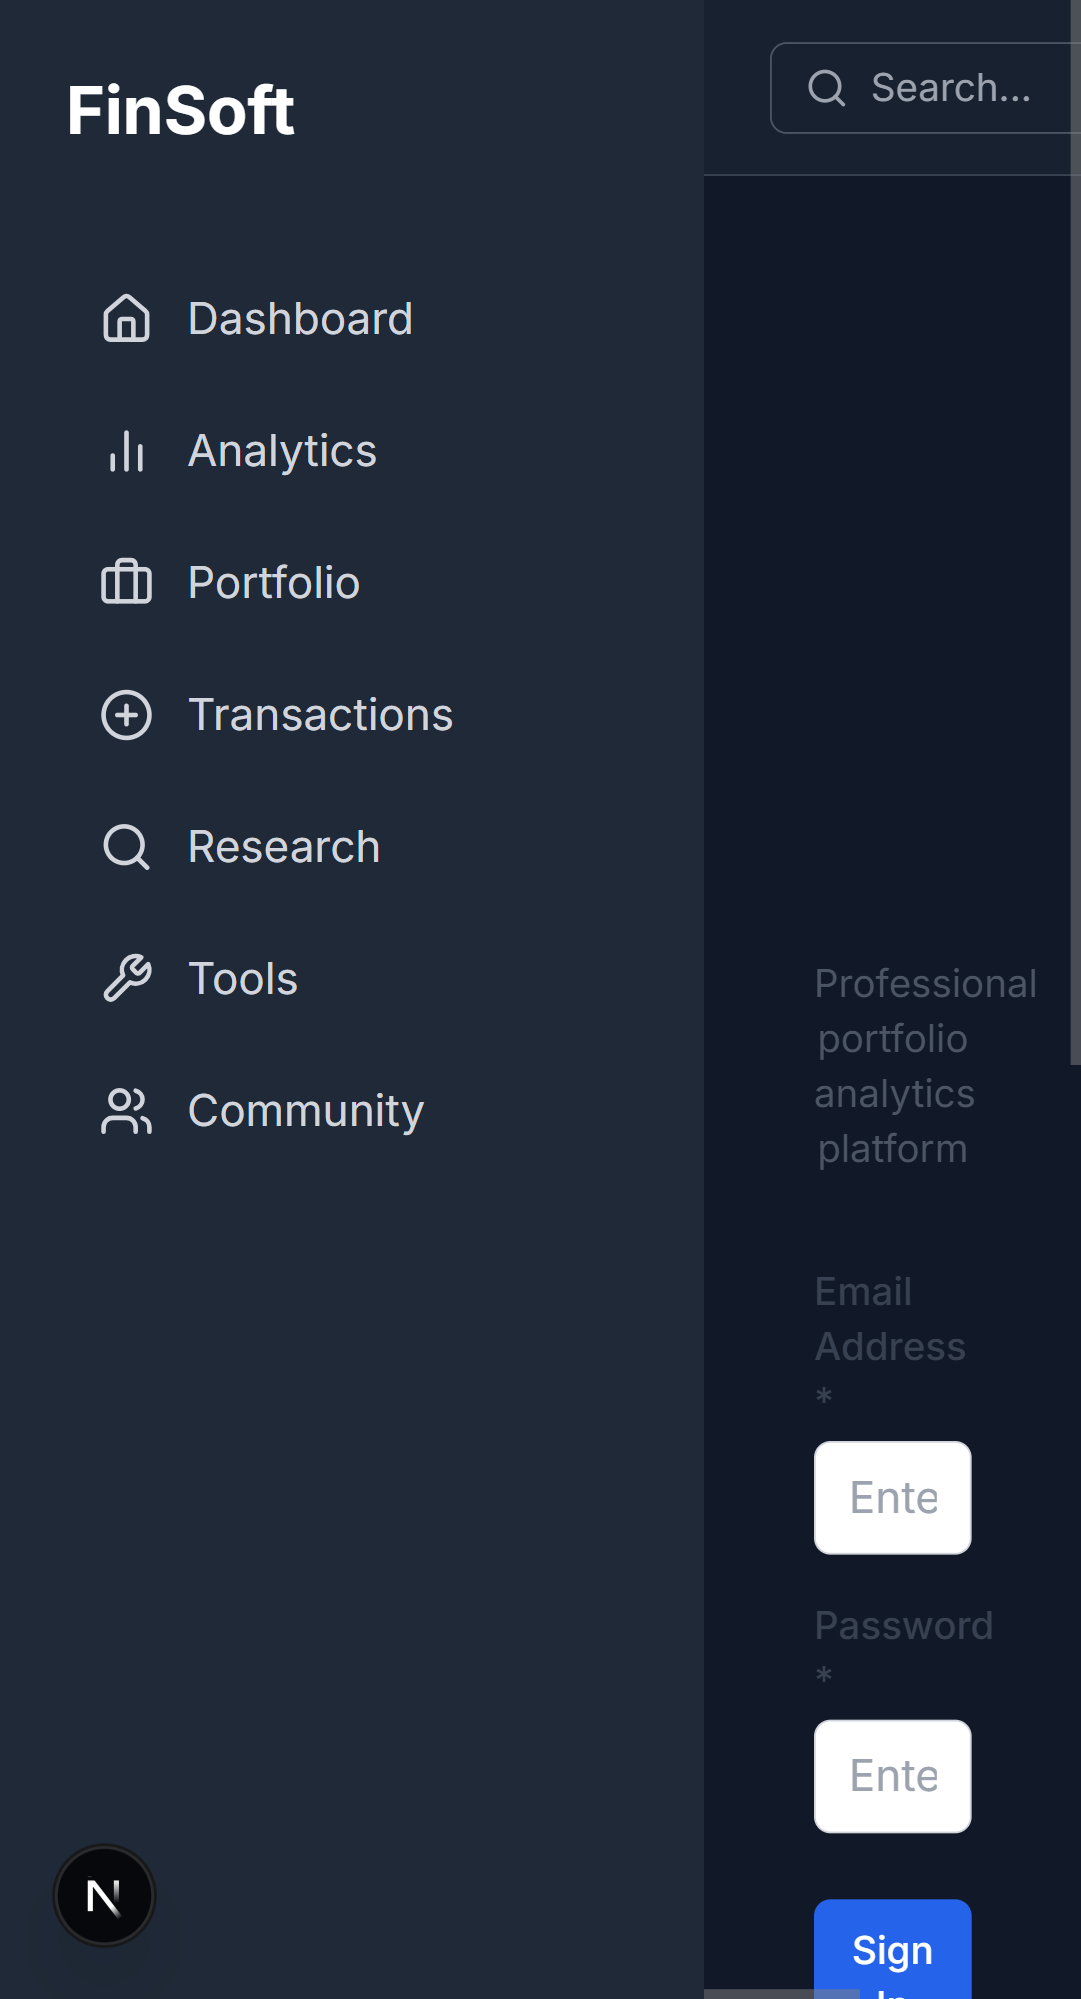 FinSoft
Dashboard
Analytics
Portfolio
Transactions
Research
Tools
Community
N
Search...
Professional
portfolio
analytics
platform
Email
Address
*
Ente
Password
*
Ente
Sign
In